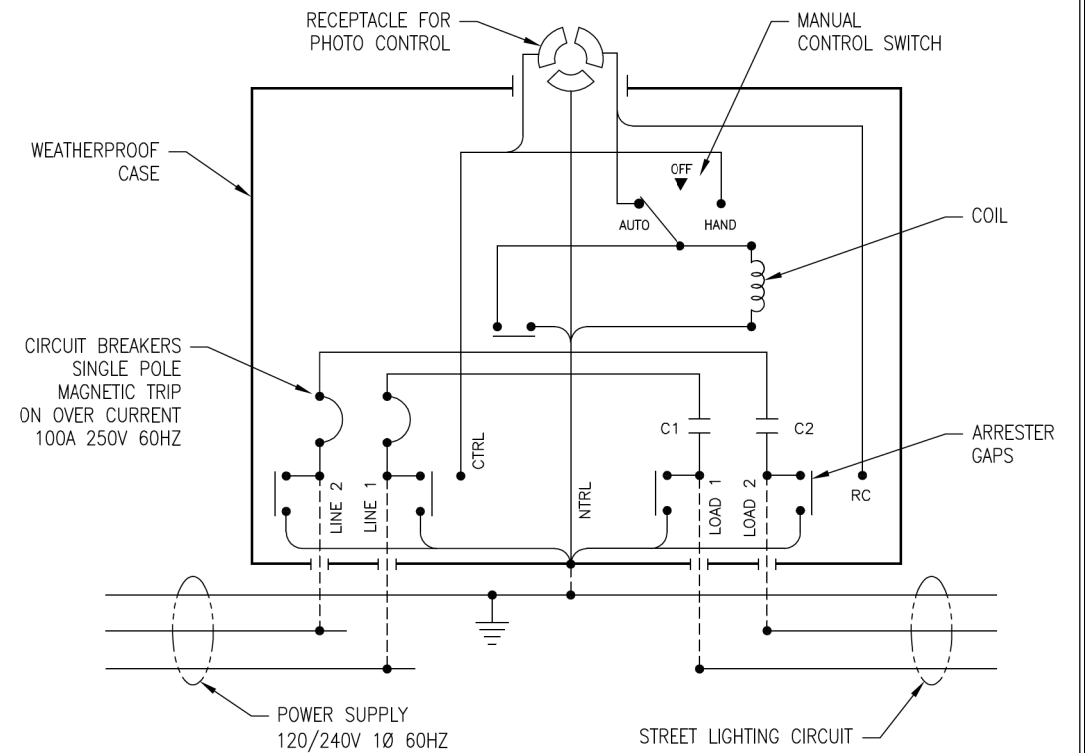 RECEPTACLE FOR
PHOTO CONTROL
MANUAL
CONTROL SWITCH
WEATHERPROOF
CASE
OFF
AUTO
HAND
COIL
CIRCUIT BREAKERS
SINGLE POLE
MAGNETIC TRIP
ON OVER CURRENT
100A 250V 60HZ
C1
C2
ARRESTER
GAPS
CTRL
LINE 2
LINE 1
NTRL
LOAD 1
LOAD 2
RC
POWER SUPPLY
120/240V 1Ø 60HZ
STREET LIGHTING CIRCUIT